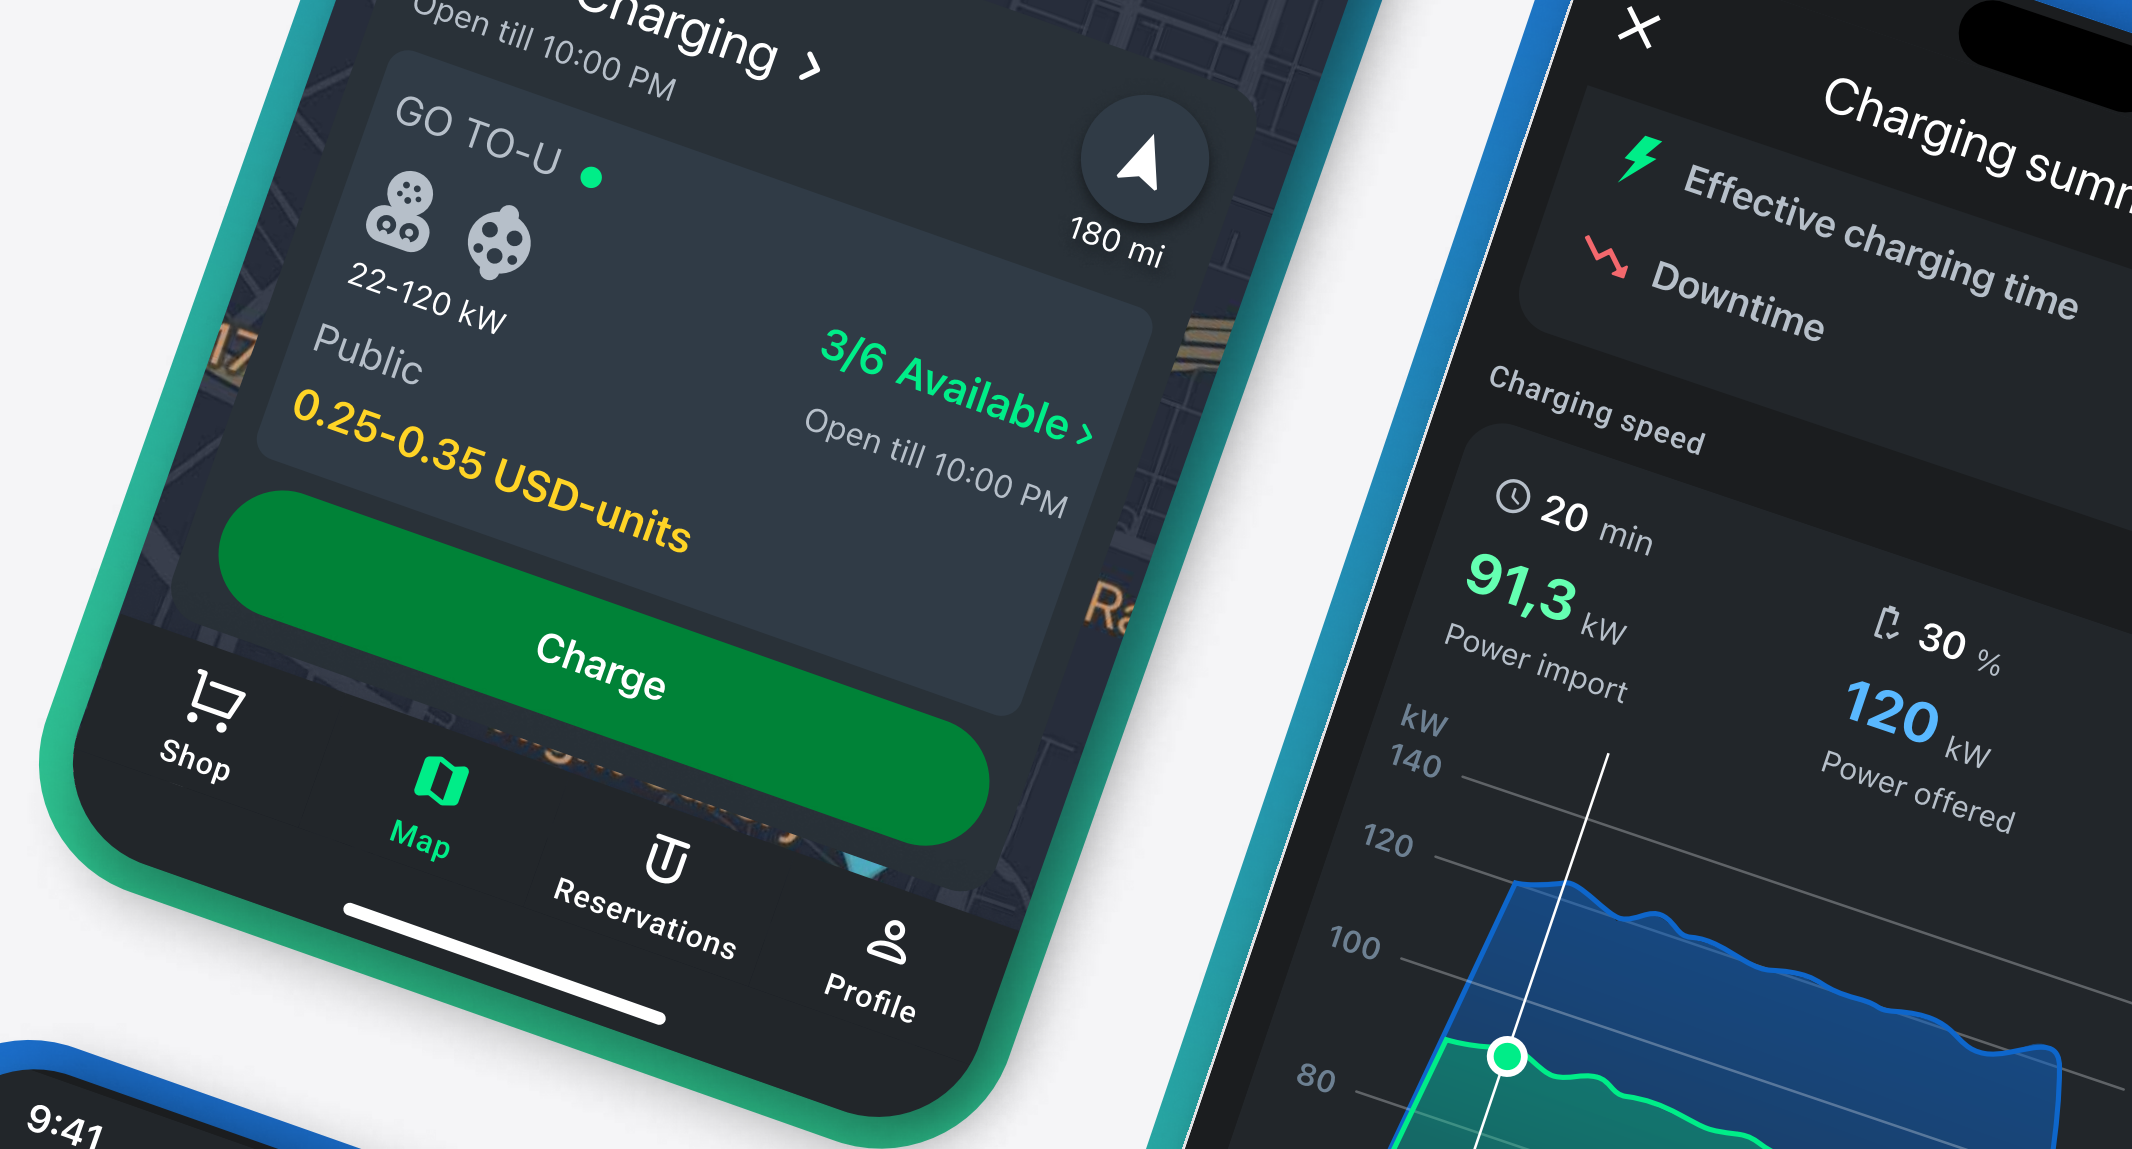 Charging
Open till 10:00 PM
GO TO-U
180 mi
22-120 kW
Public
3/6 Available
0.25-0.35 USD-units
Open till 10:00 PM
17
Charge
Shop
Map
Reservations
Profile
9:41
Charging
Effective charging time
Downtime
Charging speed
20 min
91,3 kW
Power import
30 %
120 kW
Power offered
kW
140
120
100
80